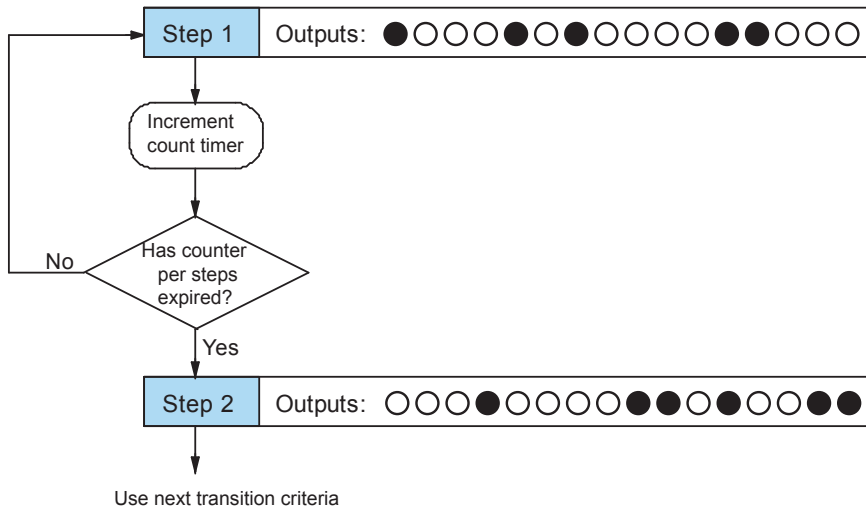 Step 1 Outputs:
Increment
count timer
No
Has counter
per steps
expired?
Yes
Step 2 Outputs:
Use next transition criteria